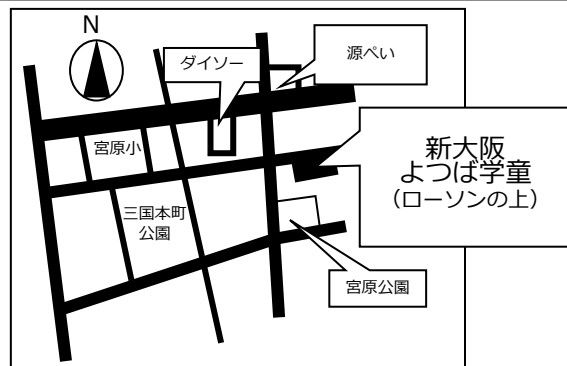 N
ダイソー
源ぺい
宮原小
新大阪
よつば学童
（ローソンの上）
三国本町
公園
宮原公園